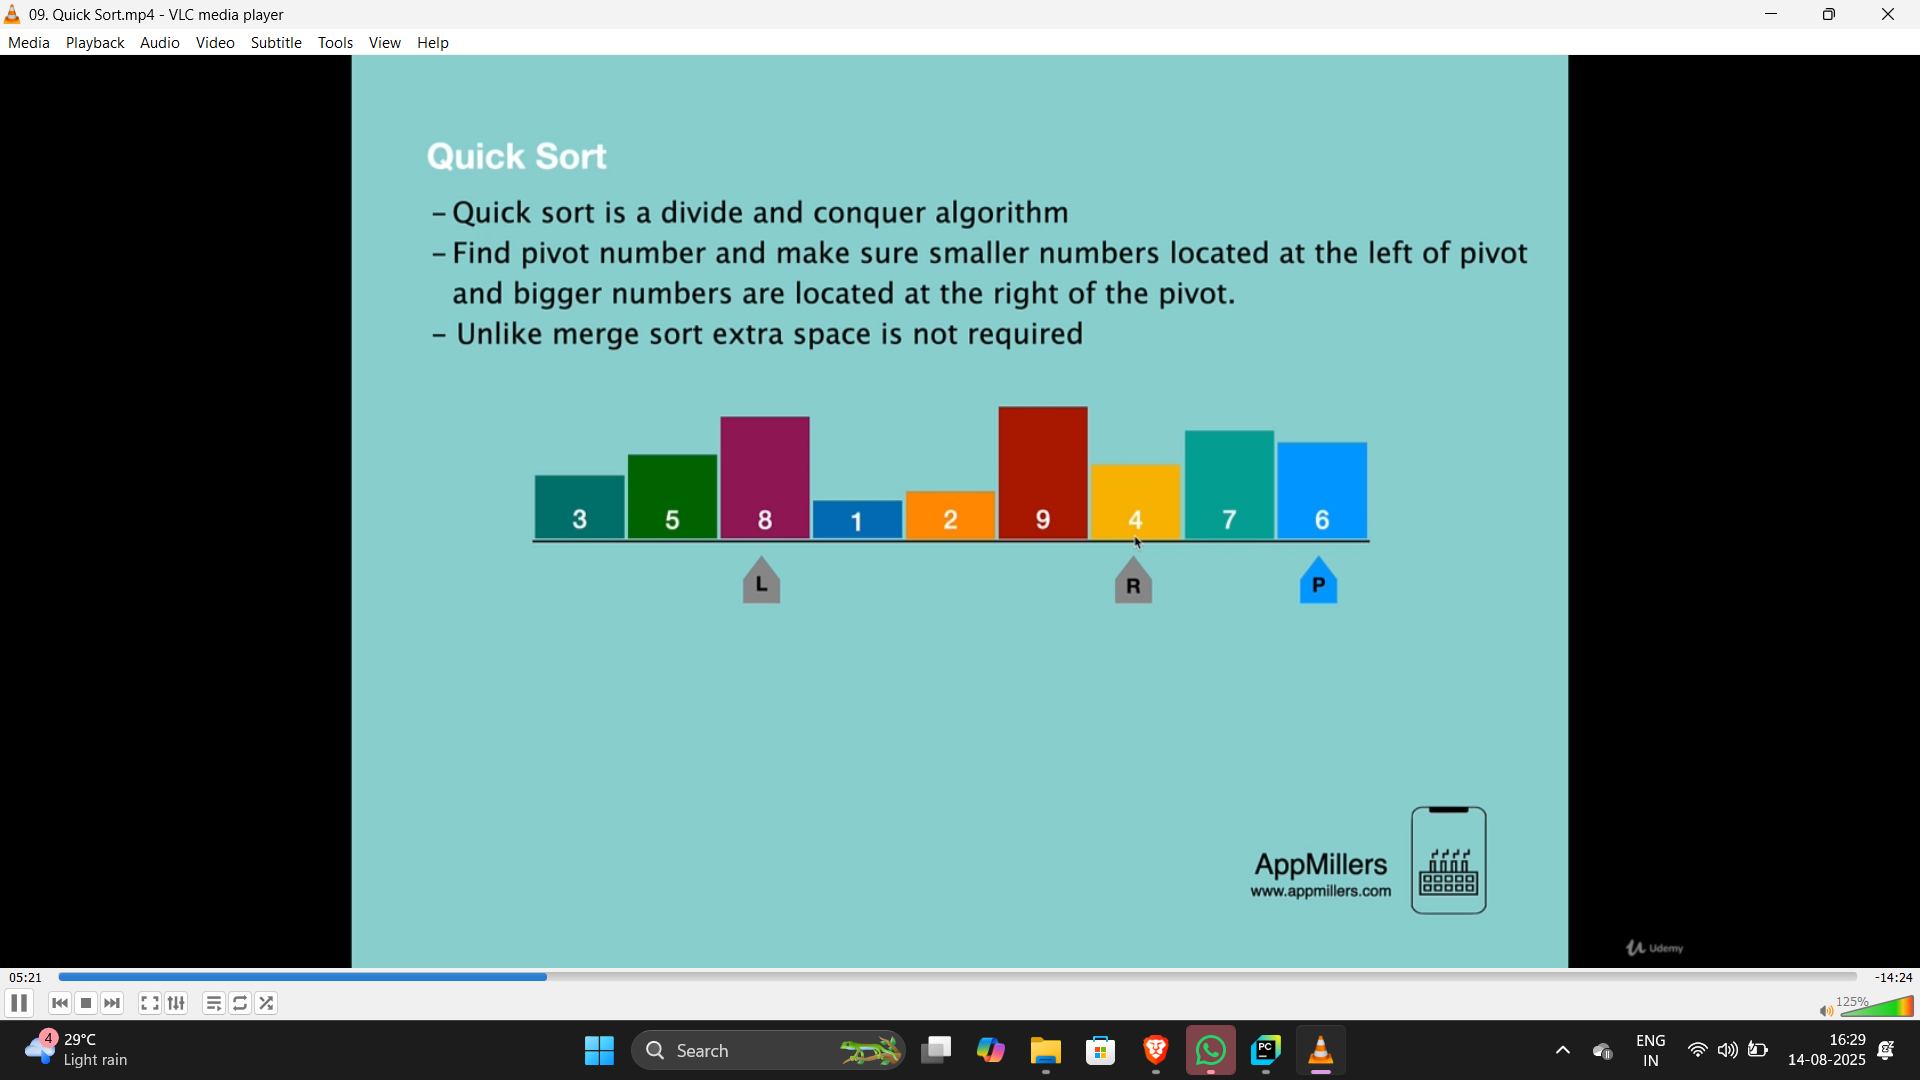 09. Quick Sort.mp4 - VLC media player
Media Playback Audio Video Subtitle Tools View Help
Quick Sort
– Quick sort is a divide and conquer algorithm
– Find pivot number and make sure smaller numbers located at the left of pivot
and bigger numbers are located at the right of the pivot.
– Unlike merge sort extra space is not required
3 5 8 1 2 9 4 7 6
L R P
AppMillers
www.appmillers.com
Udemy
05:21 -14:24
125%
4 29°C
Light rain
Search
PC
ENG
IN
16:29
14-08-2025